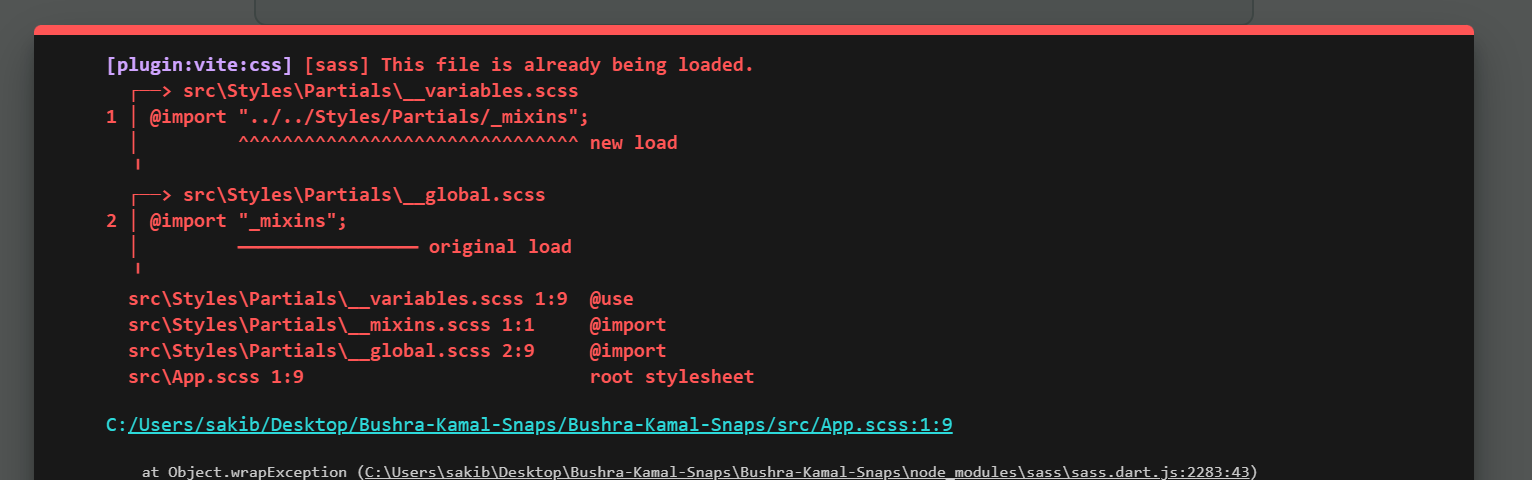 [plugin:vite:css] [sass] This file is already being loaded.
┌──> src\Styles\Partials\__variables.scss
1 │ @import "../../Styles/Partials/_mixins";
│         ^^^^^^^^^^^^^^^^^^^^^^^^^^^^^^^ new load
╵
┌──> src\Styles\Partials\__global.scss
2 │ @import "_mixins";
│         ━━━━━━━━━━━━━━━━ original load
╵
src\Styles\Partials\__variables.scss 1:9  @use
src\Styles\Partials\__mixins.scss 1:1     @import
src\Styles\Partials\__global.scss 2:9     @import
src\App.scss 1:9                          root stylesheet
C:/Users/sakib/Desktop/Bushra-Kamal-Snaps/Bushra-Kamal-Snaps/src/App.scss:1:9
at Object.wrapException (C:\Users\sakib\Desktop\Bushra-Kamal-Snaps\Bushra-Kamal-Snaps\node_modules\sass\sass.dart.js:2283:43)